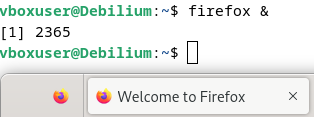 vboxuser@Debilium:~$ firefox &
[1] 2365
vboxuser@Debilium:~$
Welcome to Firefox